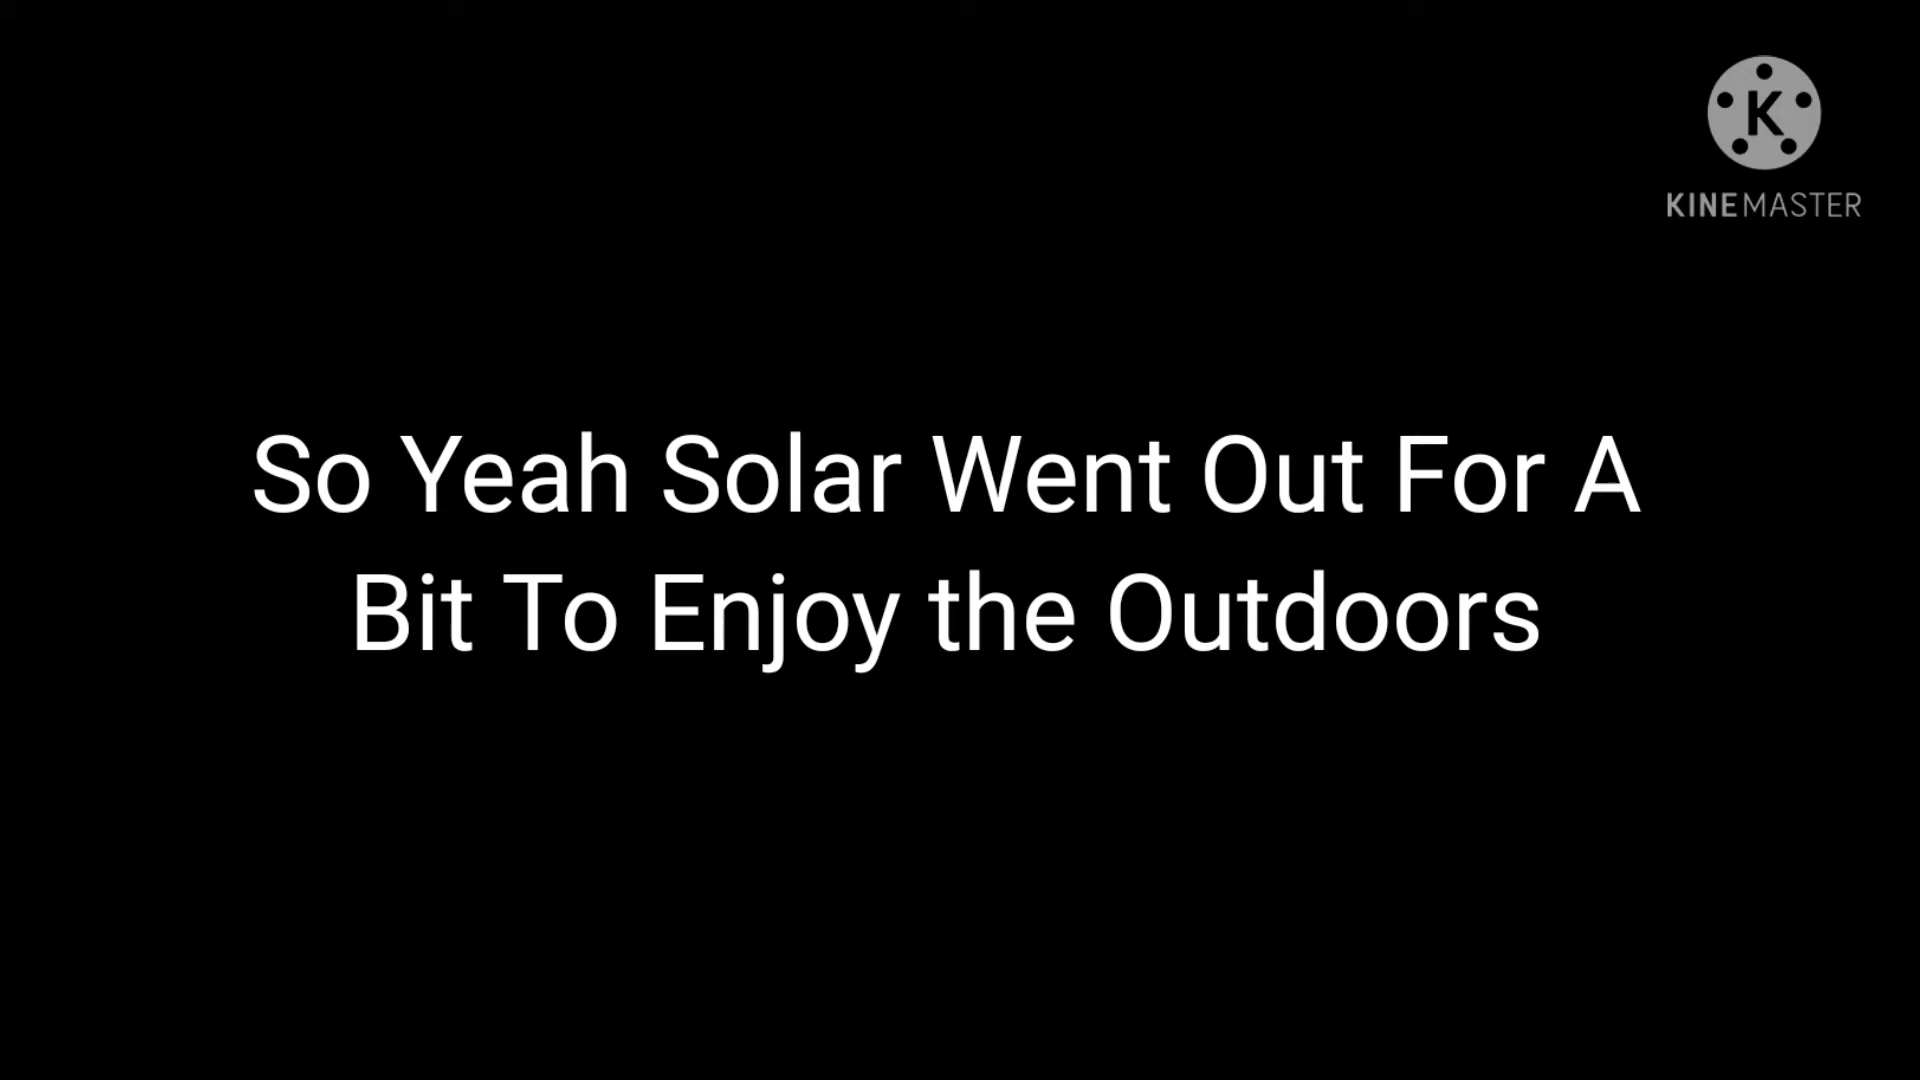 K
KINEMASTER
So Yeah Solar Went Out For A
Bit To Enjoy the Outdoors